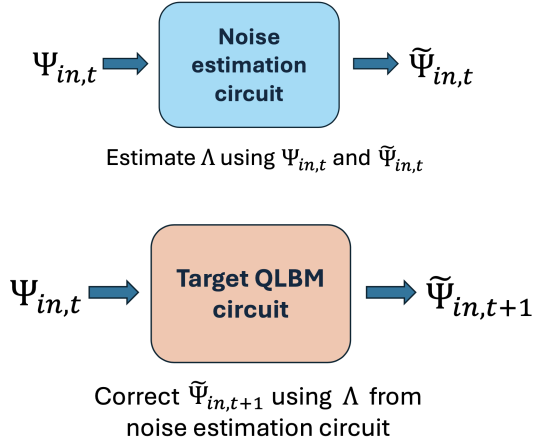 Ψ_{in,t}
Noise
estimation
circuit
Ψ̃_{in,t}
Estimate Λ using Ψ_{in,t} and Ψ̃_{in,t}
Ψ_{in,t}
Target QLBM
circuit
Ψ̃_{in,t+1}
Correct Ψ̃_{in,t+1} using Λ from
noise estimation circuit